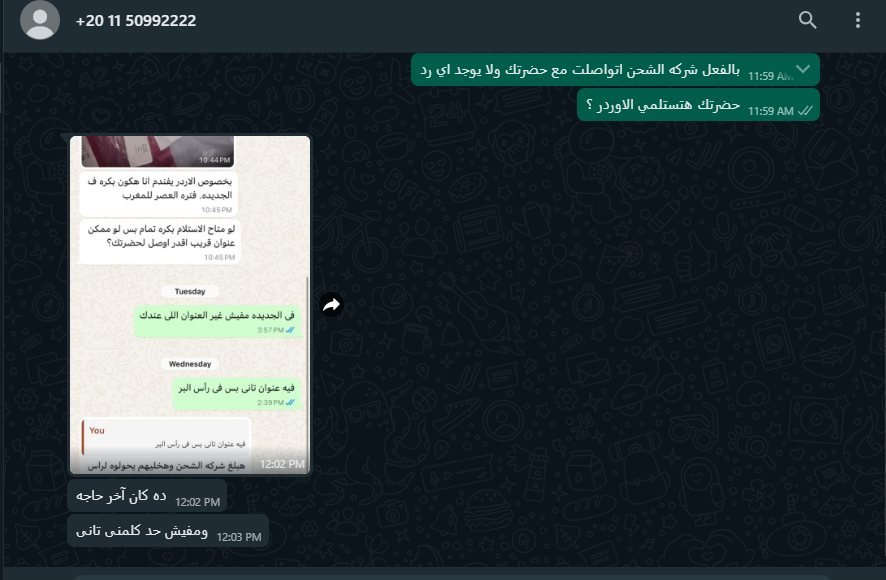 +20 11 50992222
بالفعل شركه الشحن اتواصلت مع حضرتك ولا يوجد اي رد
11:59 AM
حضرتك هتستلمي الاوردر ؟
11:59 AM
10:44 PM
بخصوص الاردر يفندم انا هكون بكره ف
الجديده. فتره العصر للمغرب
10:45 PM
لو متاح الاستلام بكره تمام بس لو ممكن
عنوان قريب اقدر اوصل لحضرتك؟
10:45 PM
Tuesday
فى الجديده مفيش غير العنوان اللى عندك
3:57 PM
Wednesday
فيه عنوان تانى بس فى رأس البر
2:39 PM
You
فيه عنوان تانى بس فى رأس البر
هبلغ شركه الشحن وهخليهم يحولوه لراس
12:02 PM
ده كان آخر حاجه
12:02 PM
ومفيش حد كلمنى تانى
12:03 PM